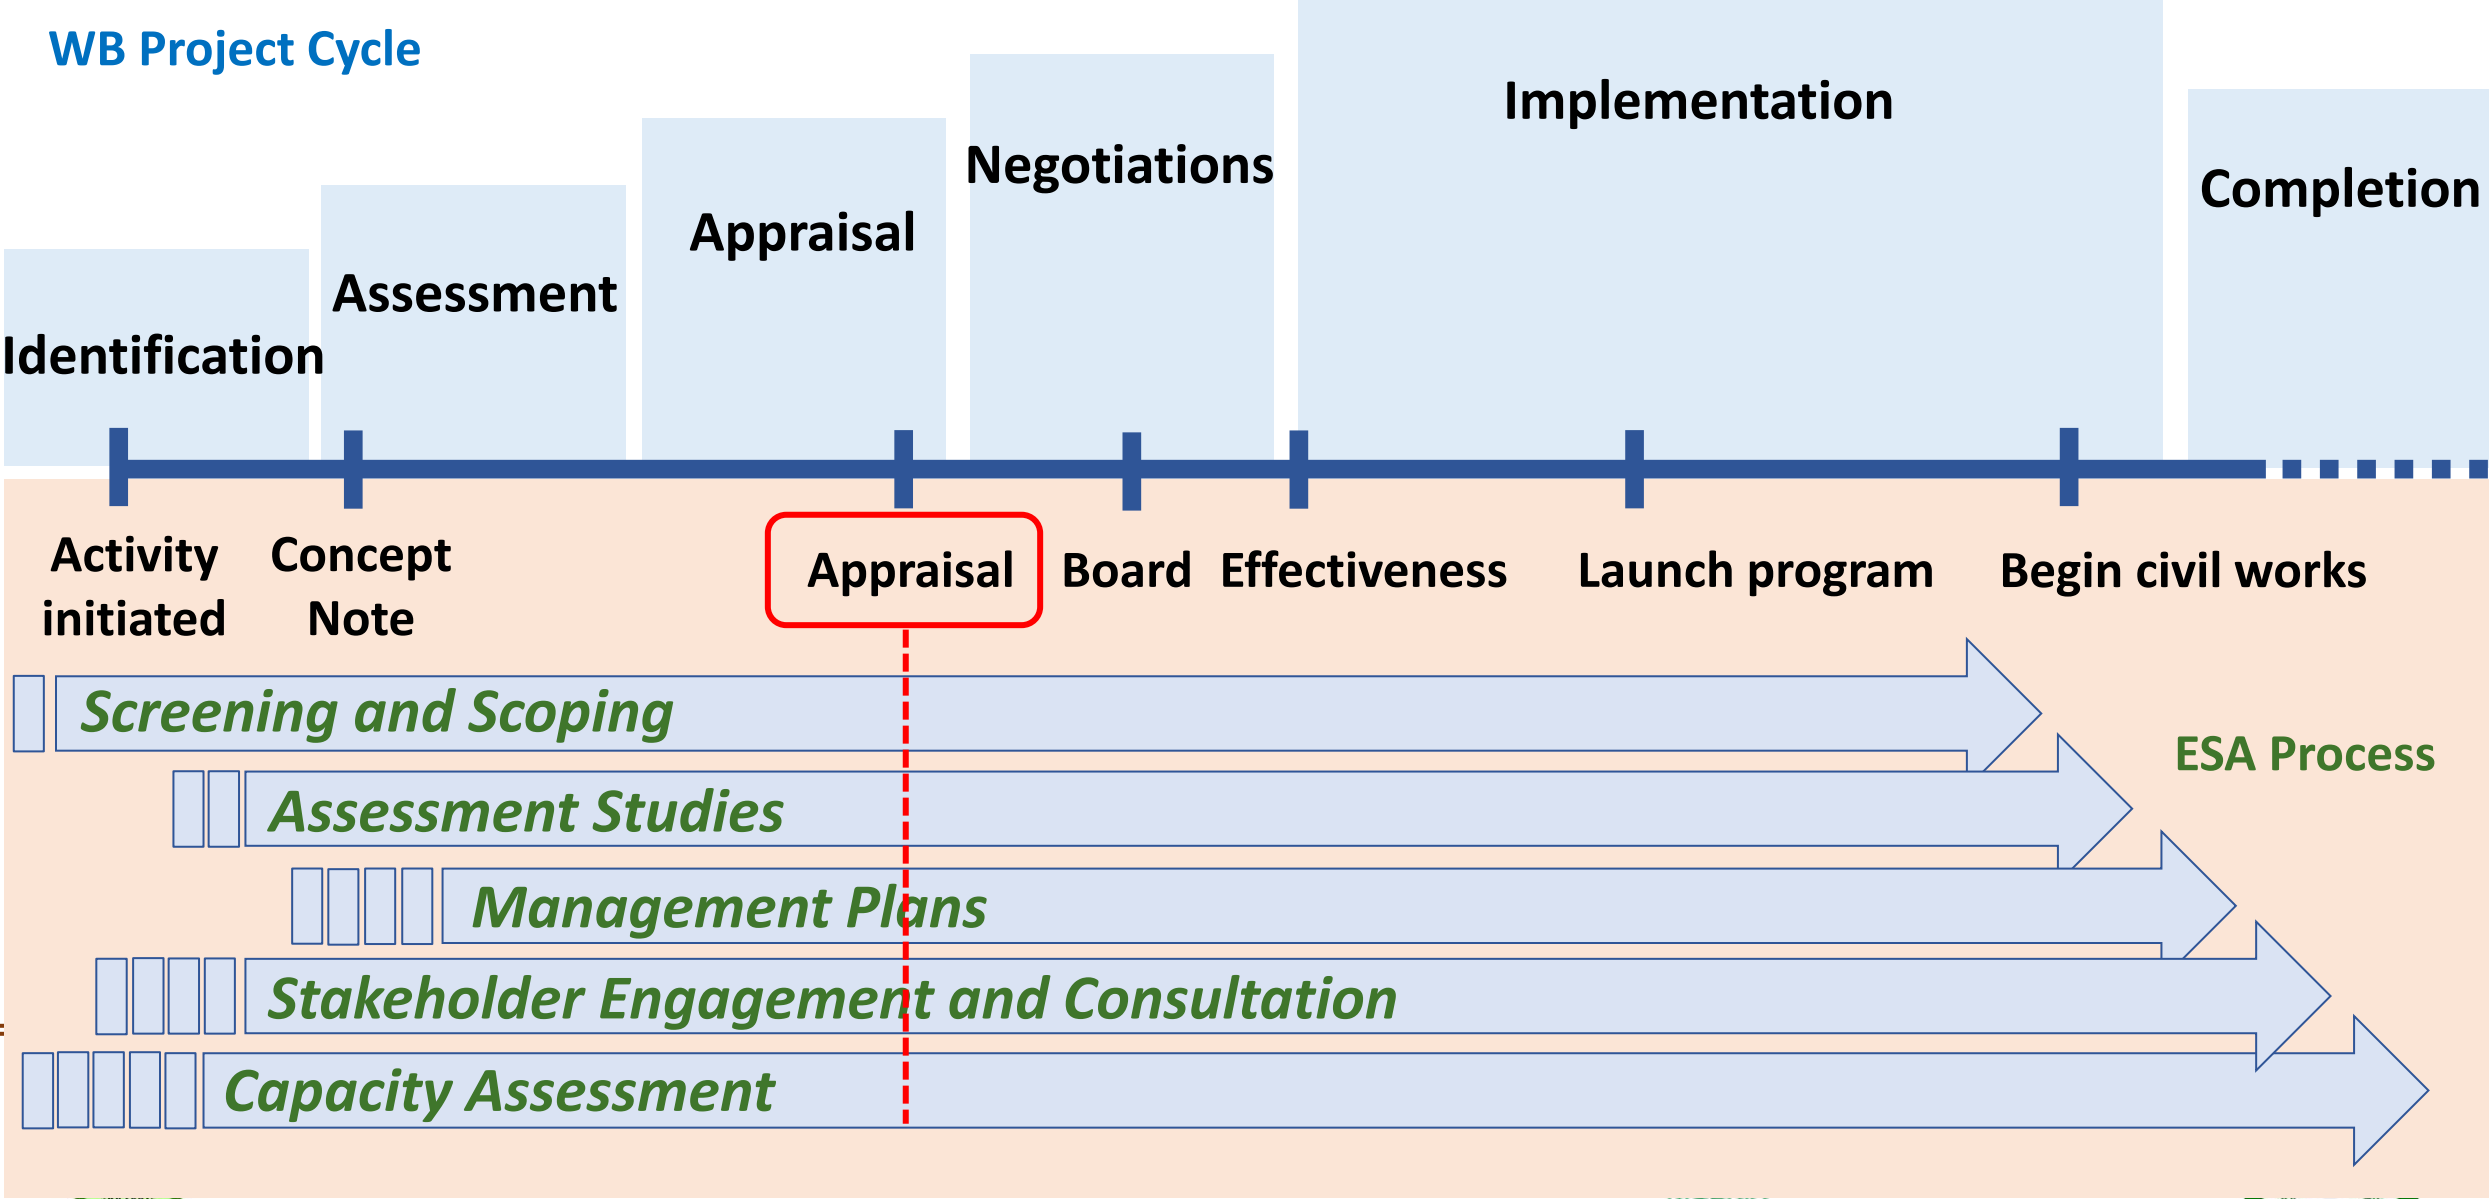 WB Project Cycle
Implementation
Negotiations
Completion
Appraisal
Assessment
Identification
Activity
initiated
Concept
Note
Appraisal
Board
Effectiveness
Launch program
Begin civil works
Screening and Scoping
ESA Process
Assessment Studies
Management Plans
Stakeholder Engagement and Consultation
Capacity Assessment